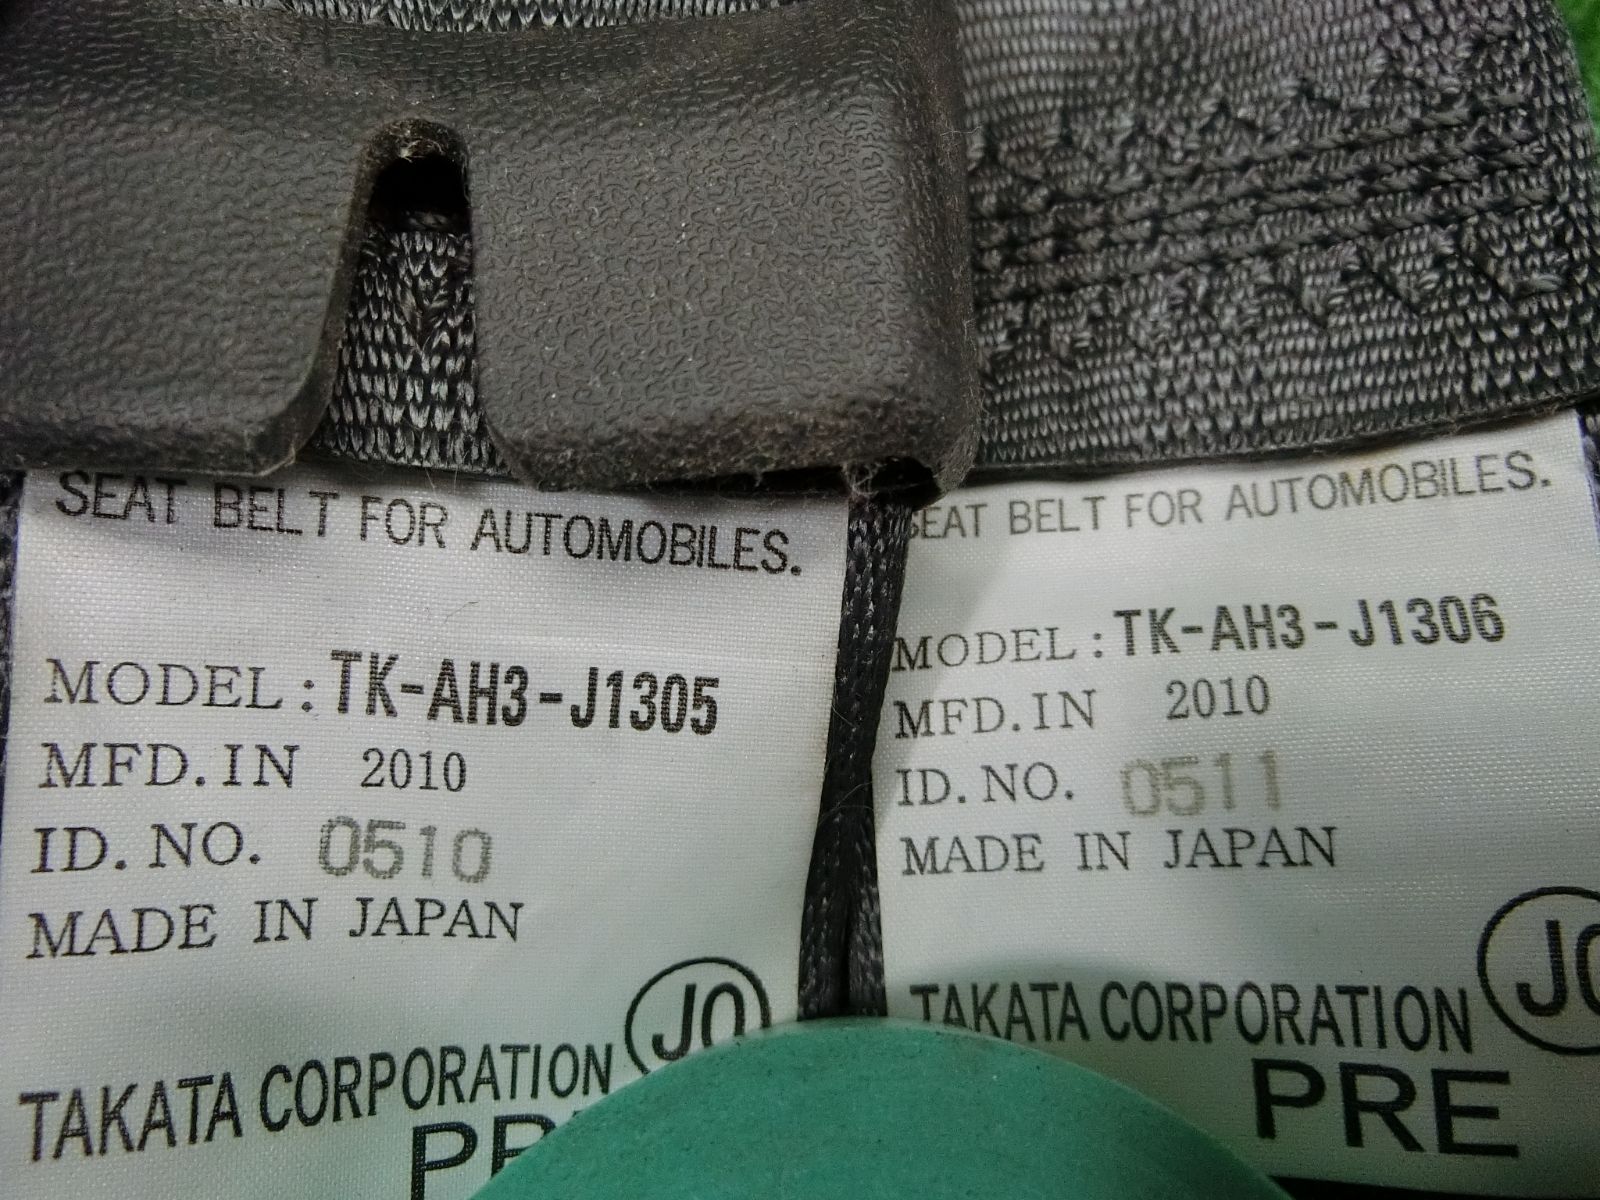 SEAT BELT FOR AUTOMOBILES.
MODEL : TK-AH3-J1305
MFD. IN 2010
ID. NO. 0510
MADE IN JAPAN
JQ
TAKATA CORPORATION
SEAT BELT FOR AUTOMOBILES.
MODEL : TK-AH3-J1306
MFD. IN 2010
ID. NO. 0511
MADE IN JAPAN
TAKATA CORPORATION
PRE